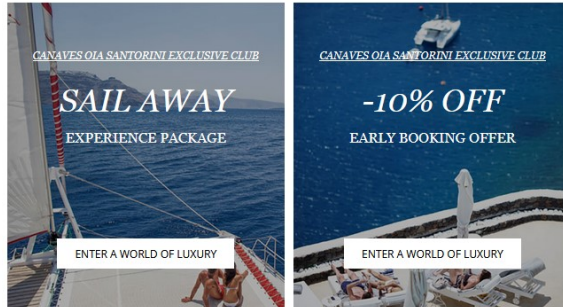 CANAVES OIA SANTORINI EXCLUSIVE CLUB
SAIL AWAY
EXPERIENCE PACKAGE
ENTER A WORLD OF LUXURY
CANAVES OIA SANTORINI EXCLUSIVE CLUB
-10% OFF
EARLY BOOKING OFFER
ENTER A WORLD OF LUXURY